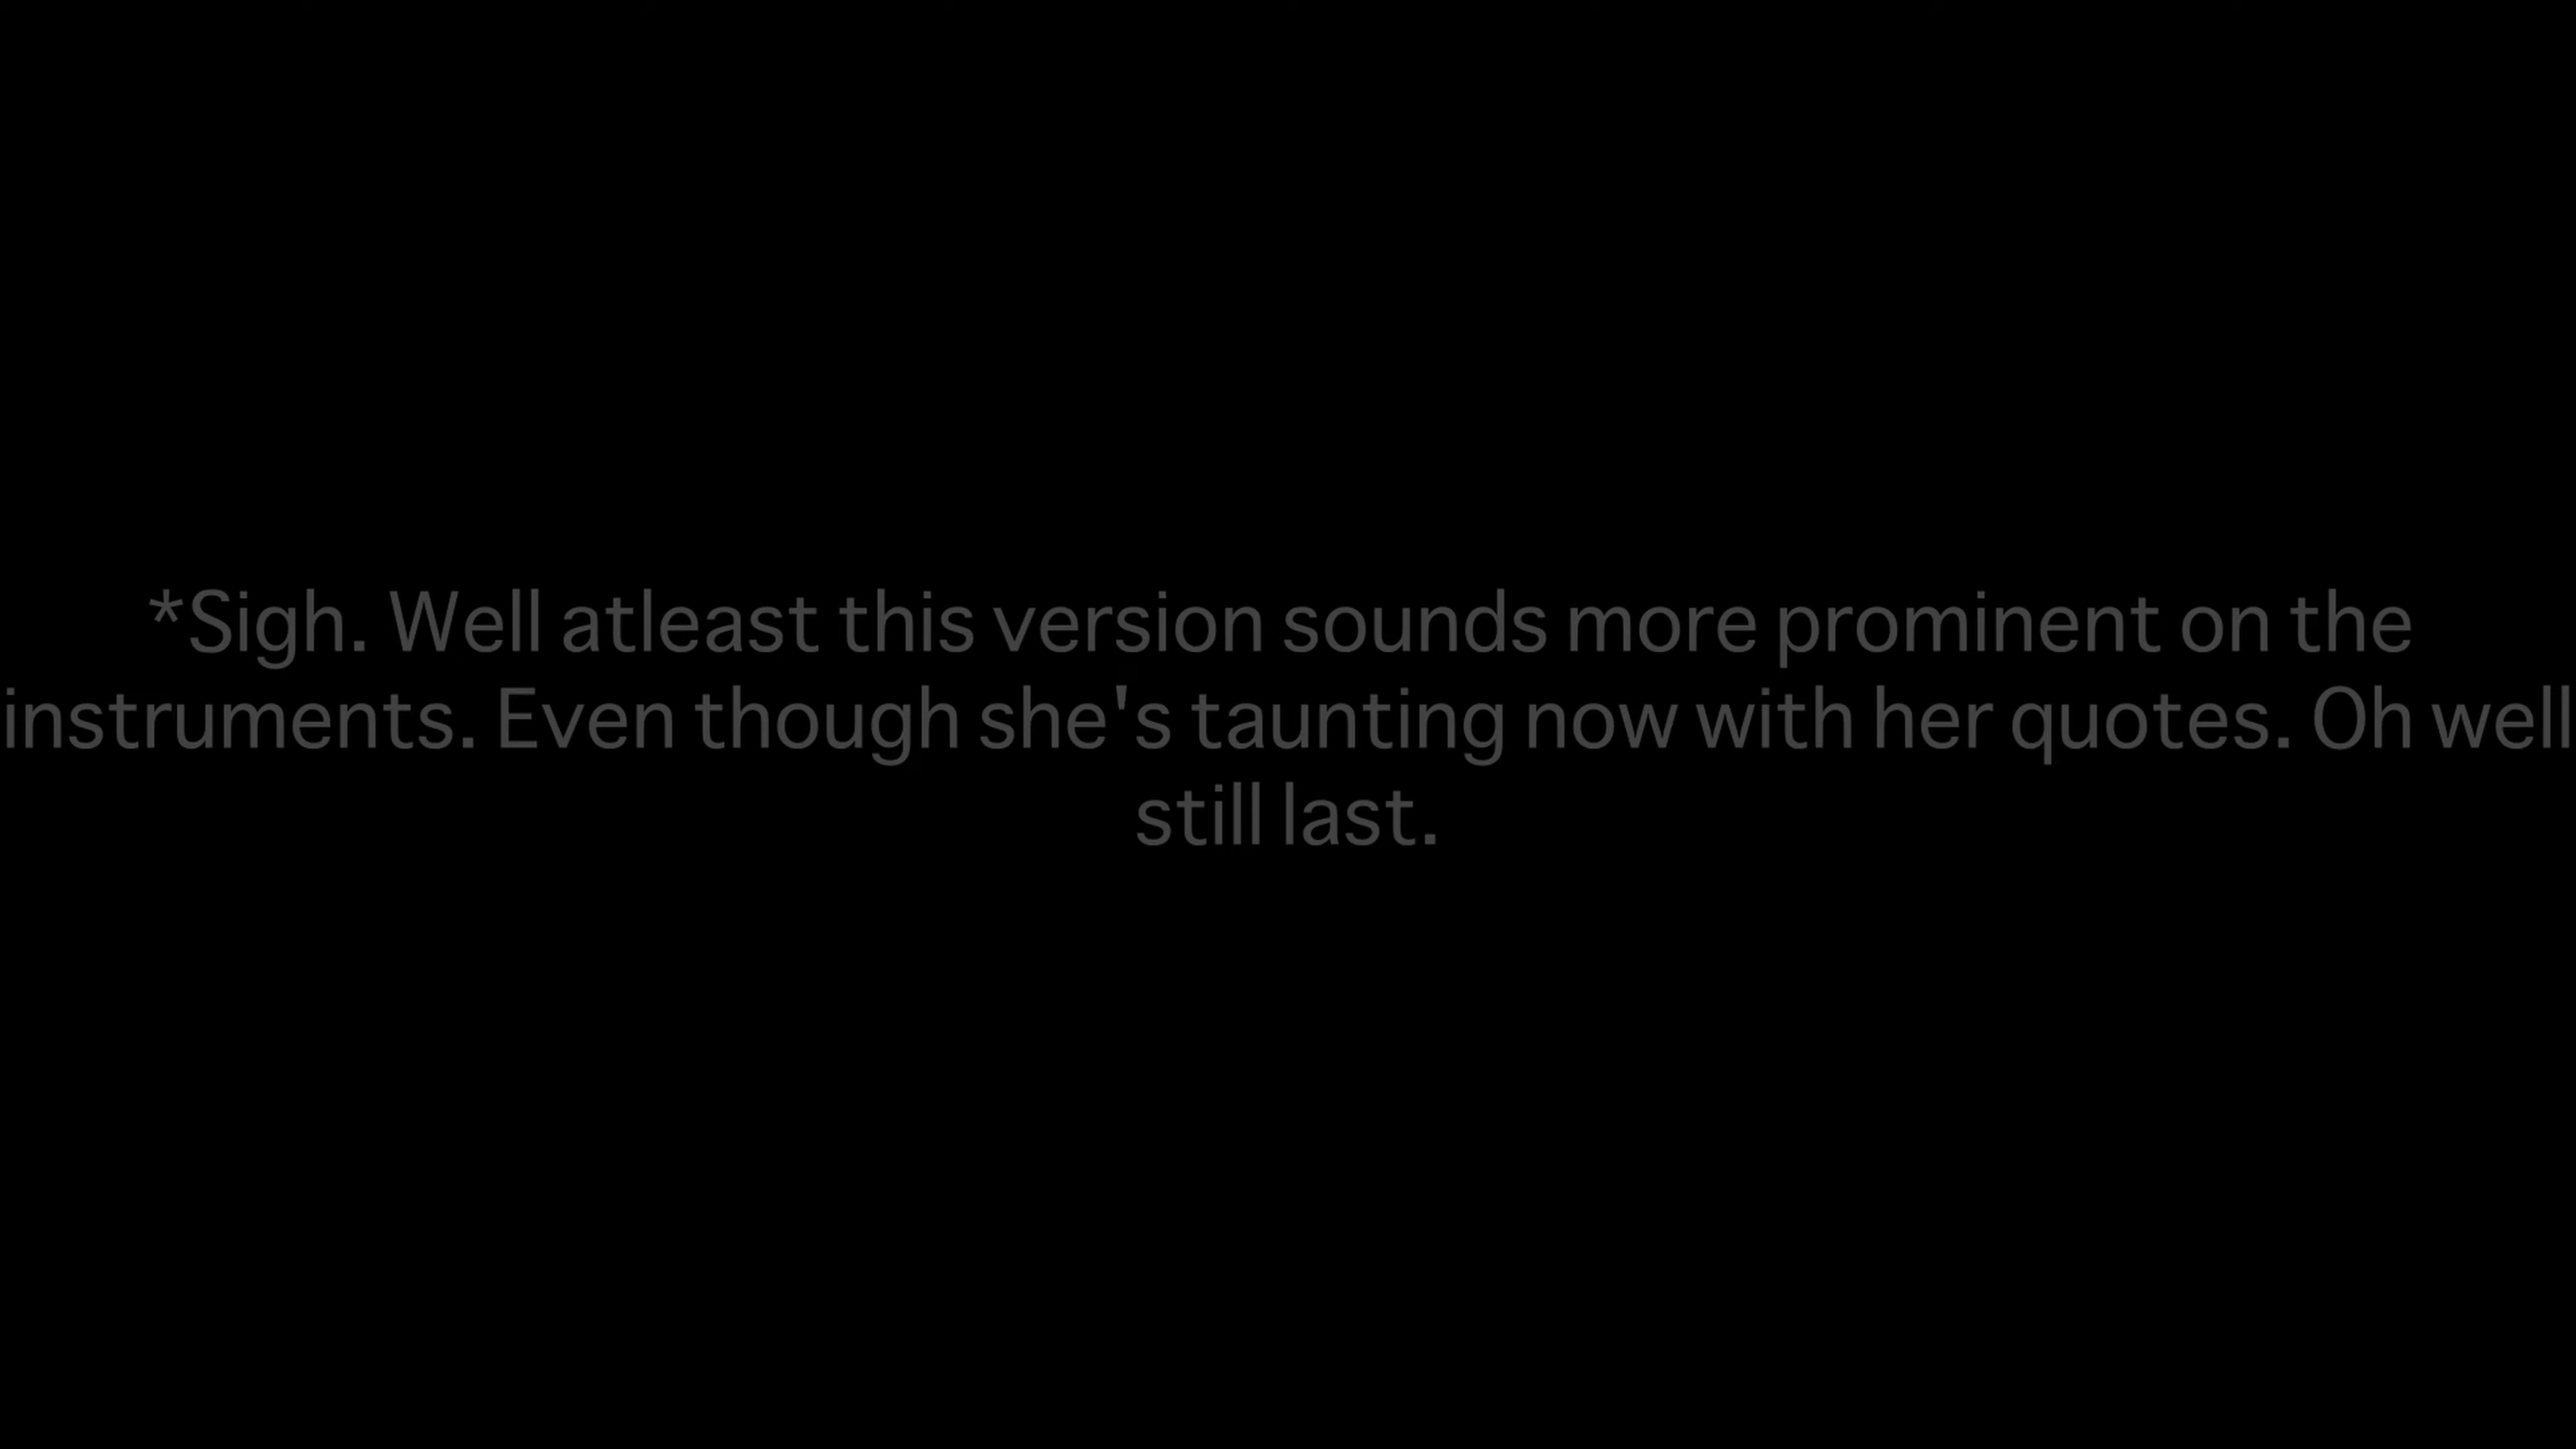 *Sigh. Well atleast this version sounds more prominent on the
instruments. Even though she's taunting now with her quotes. Oh well
still last.